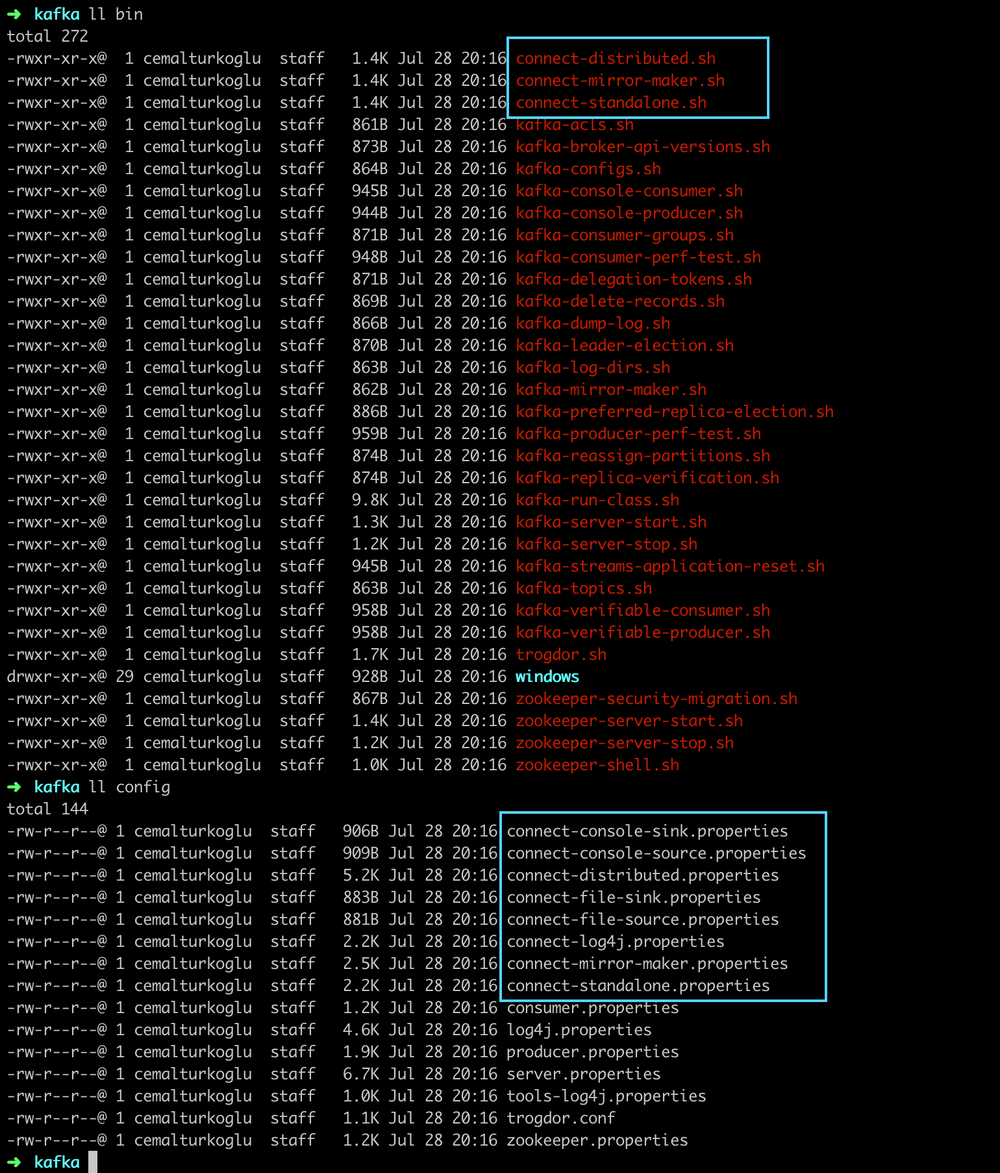 ➜ kafka ll bin
total 272
-rwxr-xr-x@  1 cemalturkoglu  staff   1.4K Jul 28 20:16 connect-distributed.sh
-rwxr-xr-x@  1 cemalturkoglu  staff   1.4K Jul 28 20:16 connect-mirror-maker.sh
-rwxr-xr-x@  1 cemalturkoglu  staff   1.4K Jul 28 20:16 connect-standalone.sh
-rwxr-xr-x@  1 cemalturkoglu  staff   861B Jul 28 20:16 kafka-acls.sh
-rwxr-xr-x@  1 cemalturkoglu  staff   873B Jul 28 20:16 kafka-broker-api-versions.sh
-rwxr-xr-x@  1 cemalturkoglu  staff   864B Jul 28 20:16 kafka-configs.sh
-rwxr-xr-x@  1 cemalturkoglu  staff   945B Jul 28 20:16 kafka-console-consumer.sh
-rwxr-xr-x@  1 cemalturkoglu  staff   944B Jul 28 20:16 kafka-console-producer.sh
-rwxr-xr-x@  1 cemalturkoglu  staff   871B Jul 28 20:16 kafka-consumer-groups.sh
-rwxr-xr-x@  1 cemalturkoglu  staff   948B Jul 28 20:16 kafka-consumer-perf-test.sh
-rwxr-xr-x@  1 cemalturkoglu  staff   871B Jul 28 20:16 kafka-delegation-tokens.sh
-rwxr-xr-x@  1 cemalturkoglu  staff   869B Jul 28 20:16 kafka-delete-records.sh
-rwxr-xr-x@  1 cemalturkoglu  staff   866B Jul 28 20:16 kafka-dump-log.sh
-rwxr-xr-x@  1 cemalturkoglu  staff   870B Jul 28 20:16 kafka-leader-election.sh
-rwxr-xr-x@  1 cemalturkoglu  staff   863B Jul 28 20:16 kafka-log-dirs.sh
-rwxr-xr-x@  1 cemalturkoglu  staff   862B Jul 28 20:16 kafka-mirror-maker.sh
-rwxr-xr-x@  1 cemalturkoglu  staff   886B Jul 28 20:16 kafka-preferred-replica-election.sh
-rwxr-xr-x@  1 cemalturkoglu  staff   959B Jul 28 20:16 kafka-producer-perf-test.sh
-rwxr-xr-x@  1 cemalturkoglu  staff   874B Jul 28 20:16 kafka-reassign-partitions.sh
-rwxr-xr-x@  1 cemalturkoglu  staff   874B Jul 28 20:16 kafka-replica-verification.sh
-rwxr-xr-x@  1 cemalturkoglu  staff   9.8K Jul 28 20:16 kafka-run-class.sh
-rwxr-xr-x@  1 cemalturkoglu  staff   1.3K Jul 28 20:16 kafka-server-start.sh
-rwxr-xr-x@  1 cemalturkoglu  staff   1.2K Jul 28 20:16 kafka-server-stop.sh
-rwxr-xr-x@  1 cemalturkoglu  staff   945B Jul 28 20:16 kafka-streams-application-reset.sh
-rwxr-xr-x@  1 cemalturkoglu  staff   863B Jul 28 20:16 kafka-topics.sh
-rwxr-xr-x@  1 cemalturkoglu  staff   958B Jul 28 20:16 kafka-verifiable-consumer.sh
-rwxr-xr-x@  1 cemalturkoglu  staff   958B Jul 28 20:16 kafka-verifiable-producer.sh
-rwxr-xr-x@  1 cemalturkoglu  staff   1.7K Jul 28 20:16 trogdor.sh
drwxr-xr-x@ 29 cemalturkoglu  staff   928B Jul 28 20:16 windows
-rwxr-xr-x@  1 cemalturkoglu  staff   867B Jul 28 20:16 zookeeper-security-migration.sh
-rwxr-xr-x@  1 cemalturkoglu  staff   1.4K Jul 28 20:16 zookeeper-server-start.sh
-rwxr-xr-x@  1 cemalturkoglu  staff   1.2K Jul 28 20:16 zookeeper-server-stop.sh
-rwxr-xr-x@  1 cemalturkoglu  staff   1.0K Jul 28 20:16 zookeeper-shell.sh
➜ kafka ll config
total 144
-rw-r--r--@ 1 cemalturkoglu  staff   906B Jul 28 20:16 connect-console-sink.properties
-rw-r--r--@ 1 cemalturkoglu  staff   909B Jul 28 20:16 connect-console-source.properties
-rw-r--r--@ 1 cemalturkoglu  staff   5.2K Jul 28 20:16 connect-distributed.properties
-rw-r--r--@ 1 cemalturkoglu  staff   883B Jul 28 20:16 connect-file-sink.properties
-rw-r--r--@ 1 cemalturkoglu  staff   881B Jul 28 20:16 connect-file-source.properties
-rw-r--r--@ 1 cemalturkoglu  staff   2.2K Jul 28 20:16 connect-log4j.properties
-rw-r--r--@ 1 cemalturkoglu  staff   2.5K Jul 28 20:16 connect-mirror-maker.properties
-rw-r--r--@ 1 cemalturkoglu  staff   2.2K Jul 28 20:16 connect-standalone.properties
-rw-r--r--@ 1 cemalturkoglu  staff   1.2K Jul 28 20:16 consumer.properties
-rw-r--r--@ 1 cemalturkoglu  staff   4.6K Jul 28 20:16 log4j.properties
-rw-r--r--@ 1 cemalturkoglu  staff   1.9K Jul 28 20:16 producer.properties
-rw-r--r--@ 1 cemalturkoglu  staff   6.7K Jul 28 20:16 server.properties
-rw-r--r--@ 1 cemalturkoglu  staff   1.0K Jul 28 20:16 tools-log4j.properties
-rw-r--r--@ 1 cemalturkoglu  staff   1.1K Jul 28 20:16 trogdor.conf
-rw-r--r--@ 1 cemalturkoglu  staff   1.2K Jul 28 20:16 zookeeper.properties
➜ kafka